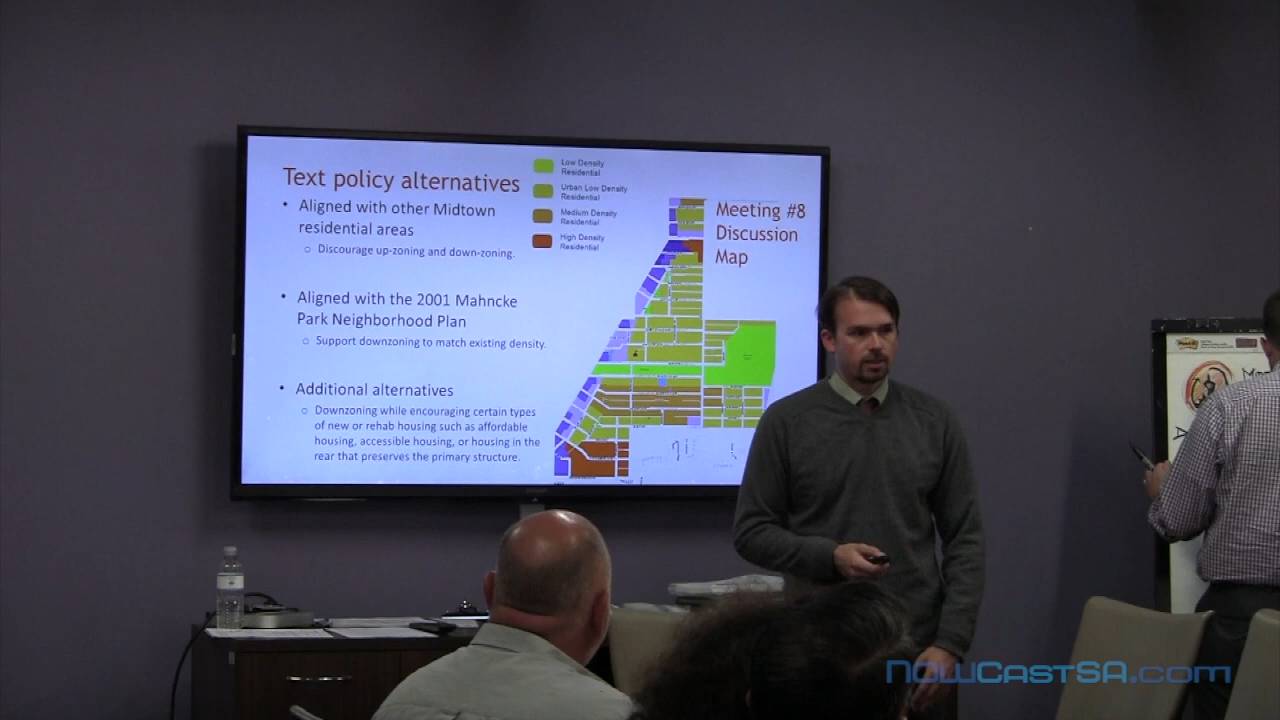 Text policy alternatives
• Aligned with other Midtown
residential areas
○ Discourage up-zoning and down-zoning.
• Aligned with the 2001 Mahncke
Park Neighborhood Plan
○ Support downzoning to match existing density.
• Additional alternatives
○ Downzoning while encouraging certain types
of new or rehab housing such as affordable
housing, accessible housing, or housing in the
rear that preserves the primary structure.
Low Density
Residential
Urban Low Density
Residential
Medium Density
Residential
High Density
Residential
Meeting #8
Discussion
Map
Post-it
NOWCastSA.com